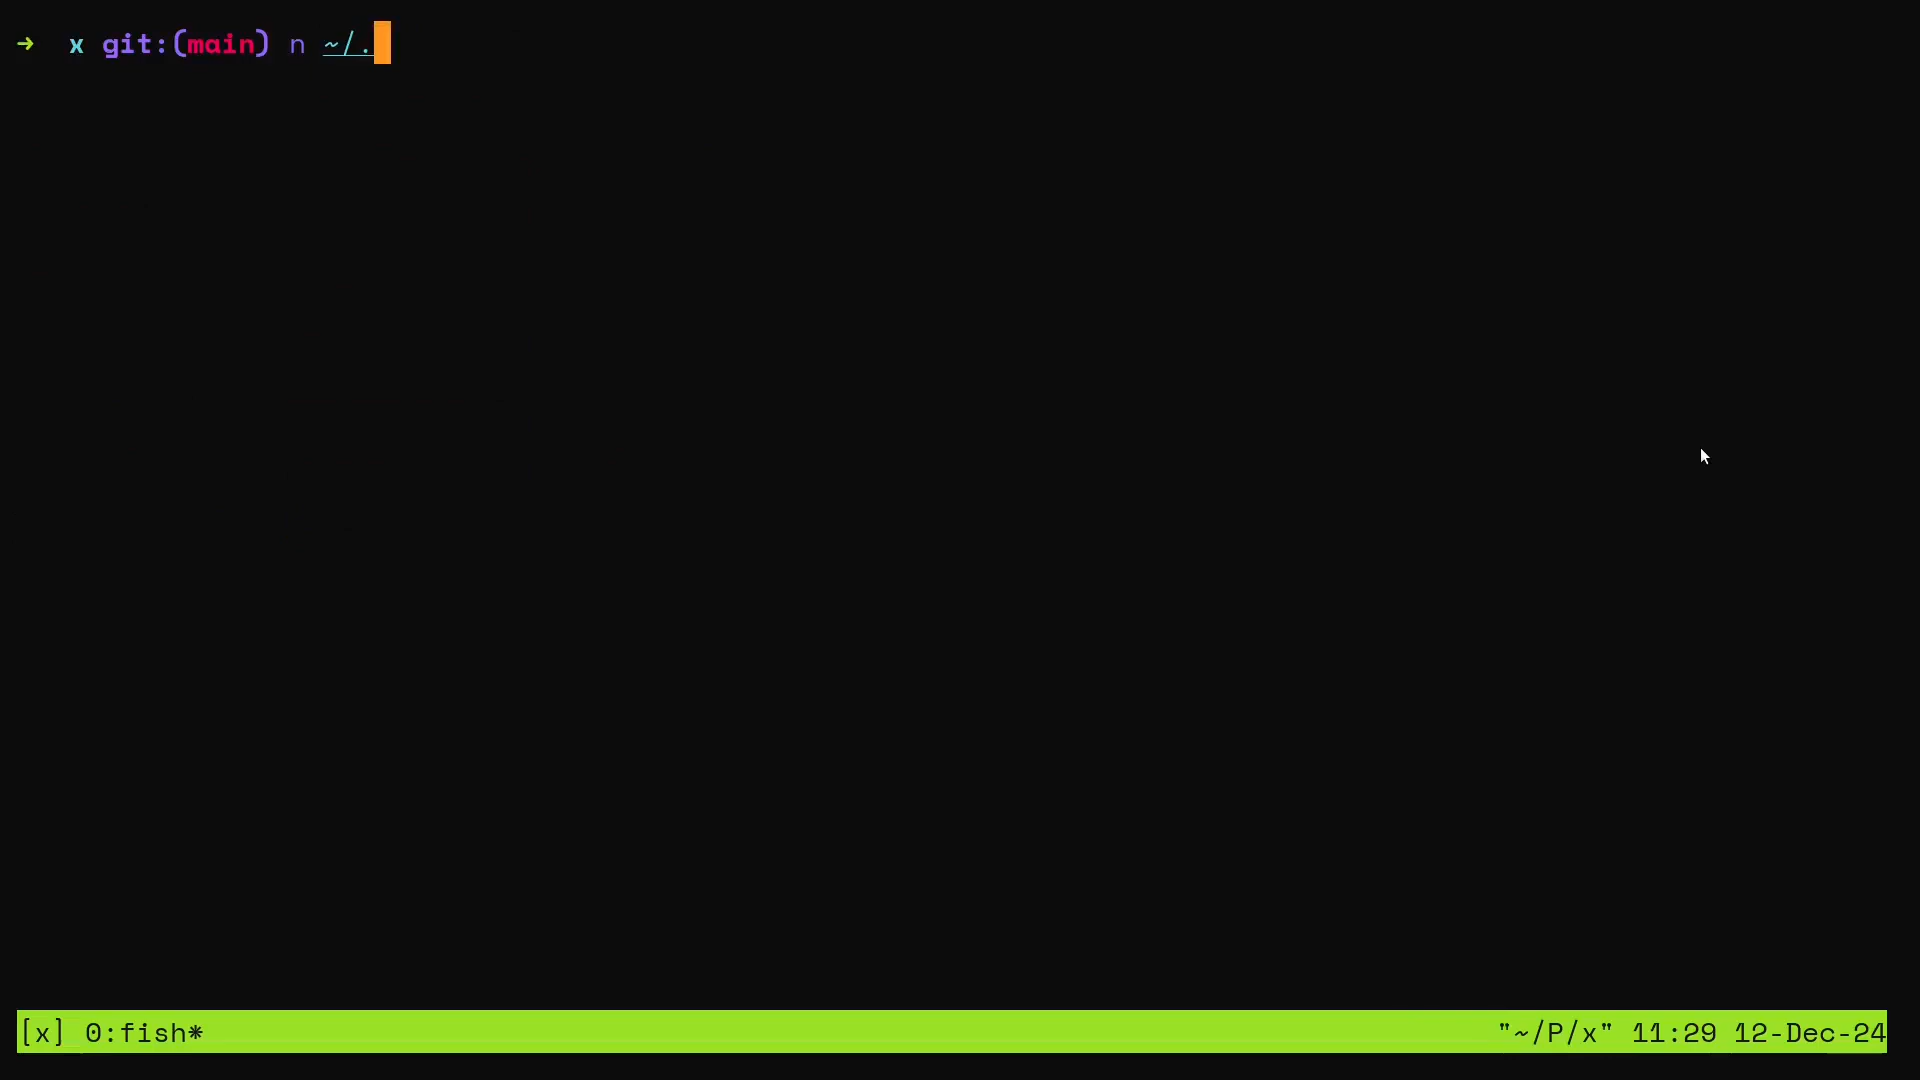 ➜  x git:(main) n ~/.
[x] 0:fish*                "~/P/x" 11:29 12-Dec-24